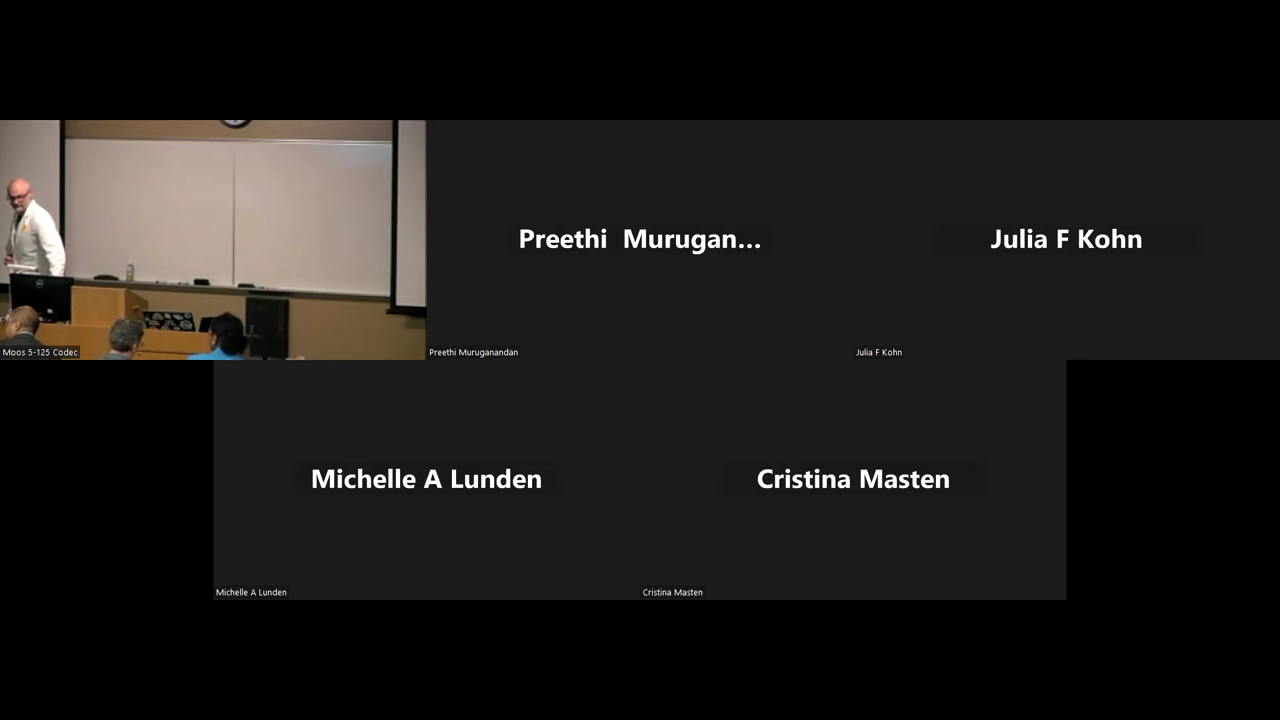 Preethi  Murugan...
Julia F Kohn
Moos 5-125 Codec
Preethi Muruganandan
Julia F Kohn
Michelle A Lunden
Cristina Masten
Michelle A Lunden
Cristina Masten